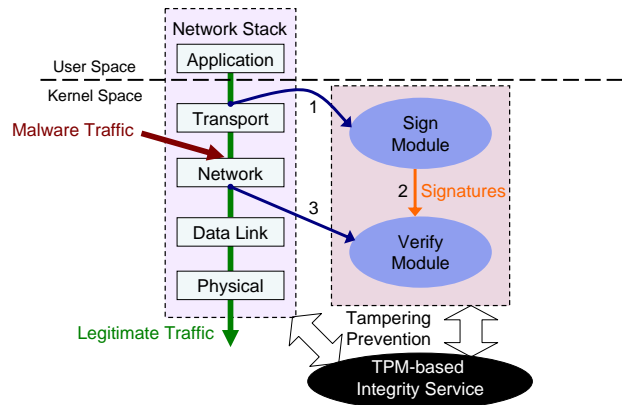 Network Stack
Application
User Space
Kernel Space
1
Transport
Sign
Module
Malware Traffic
Network
2
Signatures
3
Data Link
Verify
Module
Physical
Legitimate Traffic
Tampering
Prevention
TPM-based
Integrity Service